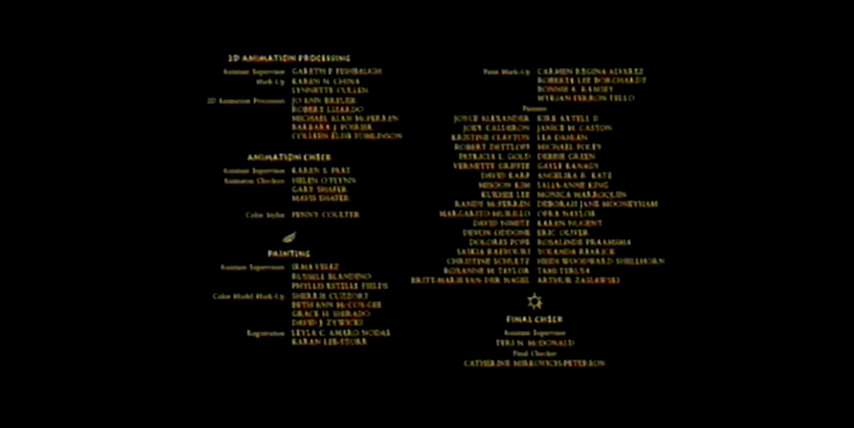 2D ANIMATION PROCESSING
Assistant Supervisor GARETH P. FISHBAUGH
Mark-Up KAREN N. CHINA
LYNNETTE CULLEN
2D Animation Processors JO ANN BREUER
ROBERT LIZARDO
MICHAEL ALAN McFERREN
BARBARA J. POIRIER
COLLEEN ELISE TOMLINSON
ANIMATION CHECK
Assistant Supervisor KAREN S. PAAT
Animation Checkers HELEN O'FLYNN
GARY SHAFER
MAVIS SHAFER
Color Stylist PENNY COULTER
PAINTING
Assistant Supervisors IRMA VELEZ
RUSSELL BLANDINO
PHYLLIS ESTELLE FIELDS
Color Model Mark-Up SHERRIE CUZZORT
BETH ANN McCOY-GEE
GRACE H. SHIRADO
DAVID J. ZYWICKI
Registration LEYLA C. AMARO NODAS
KARAN LEE-STORR
Paint Mark-Up CARMEN REGINA ALVAREZ
ROBERTA LEE BORCHARDT
BONNIE A. RAMSEY
MYRIAN FERRON TELLO
Painters
JOYCE ALEXANDER KIRK AXTELL II
JOEY CALDERON JANICE M. CASTON
KRISTINE CLAYTON LEA DAHLEN
ROBERT DETTLOFF MICHAEL FOLEY
PATRICIA L. GOLD DEBBIE GREEN
VERNETTE GRIFFEE GAYLE KANAGY
DAVID KARP ANGELIKA R. KATZ
MISOON KIM SALLY-ANNE KING
KUKHEE LEE MONICA MARROQUIN
RANDY McFERREN DEBORAH JANE MOONEYHAM
MARGARITO MURILLO CERA NAYLOR
DAVID NIMITZ KAREN NUGENT
DEVON ODDONE ERIC OLIVER
DOLORES POPE ROSALINDE PRAAMSMA
SASKIA RAEVOURI YOLANDA REARICK
CHRISTINE SCHULTZ HEIDI WOODWARD SHELLHORN
ROXANNE M. TAYLOR TAMI TERUSA
BRITT-MARIE VAN DER NAGEL ARTHUR ZASLAWSKI
FINAL CHECK
Assistant Supervisor
TERI N. McDONALD
Final Checker
CATHERINE MIRKOVICH-PETERSON